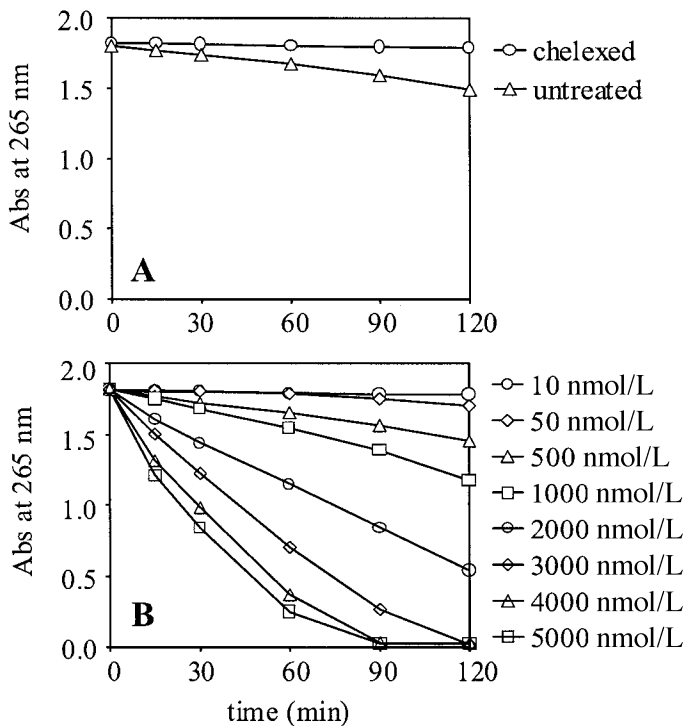 2.0
1.5
1.0
0.5
0.0
Abs at 265 nm
A
0 30 60 90 120
chelexed
untreated
2.0
1.5
1.0
0.5
0.0
Abs at 265 nm
B
0 30 60 90 120
time (min)
10 nmol/L
50 nmol/L
500 nmol/L
1000 nmol/L
2000 nmol/L
3000 nmol/L
4000 nmol/L
5000 nmol/L